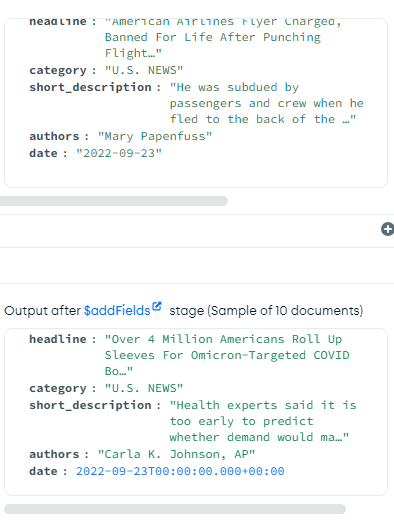 headline : "American Airlines Flyer Charged,
Banned For Life After Punching
Flight…"
category : "U.S. NEWS"
short_description : "He was subdued by
passengers and crew when he
fled to the back of the …"
authors : "Mary Papenfuss"
date : "2022-09-23"
Output after $addFields stage (Sample of 10 documents)
headline : "Over 4 Million Americans Roll Up
Sleeves For Omicron-Targeted COVID
Bo…"
category : "U.S. NEWS"
short_description : "Health experts said it is
too early to predict
whether demand would ma…"
authors : "Carla K. Johnson, AP"
date : 2022-09-23T00:00:00.000+00:00